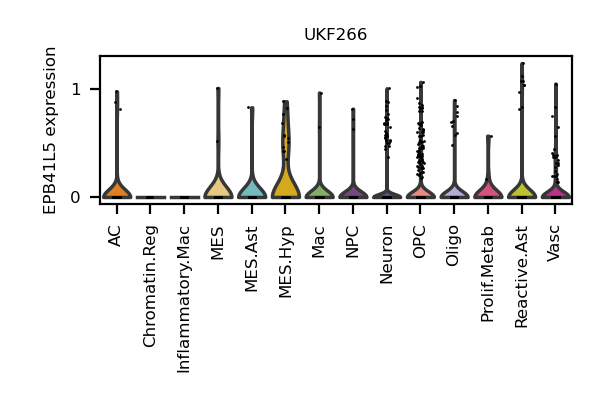 UKF266
EPB41L5 expression
1
0
AC
Chromatin.Reg
Inflammatory.Mac
MES
MES.Ast
MES.Hyp
Mac
NPC
Neuron
OPC
Oligo
Prolif.Metab
Reactive.Ast
Vasc